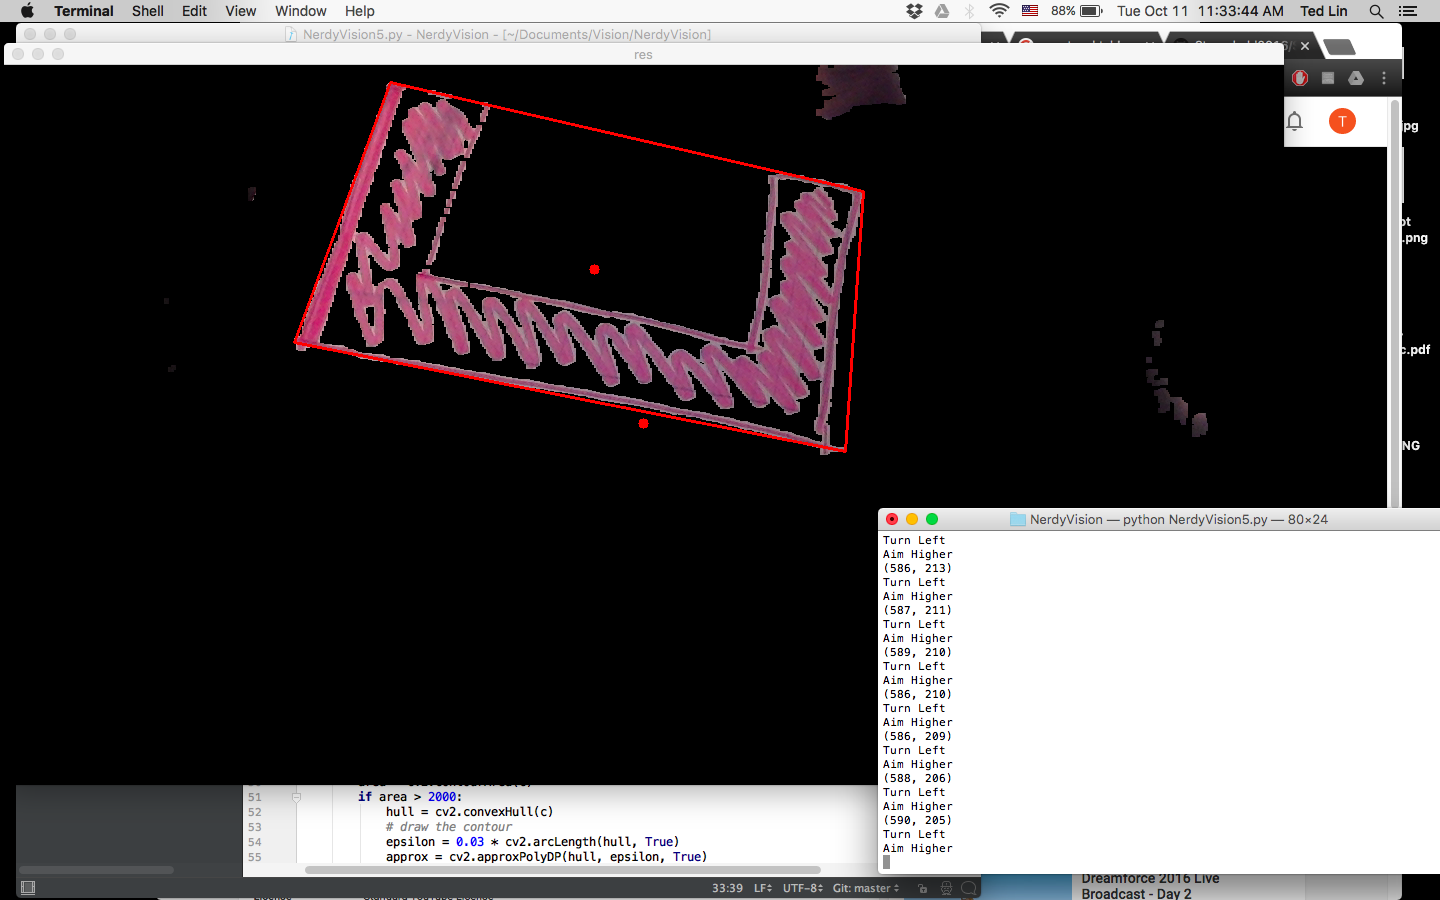 Terminal Shell Edit View Window Help 88% Tue Oct 11 11:33:44 AM Ted Lin
NerdyVision5.py - NerdyVision - [~/Documents/Vision/NerdyVision]
res
T
jpg
.png
c.pdf
NG
NerdyVision — python NerdyVision5.py — 80×24
Turn Left
Aim Higher
(586, 213)
Turn Left
Aim Higher
(587, 211)
Turn Left
Aim Higher
(589, 210)
Turn Left
Aim Higher
(586, 210)
Turn Left
Aim Higher
(586, 209)
Turn Left
Aim Higher
(588, 206)
Turn Left
Aim Higher
(590, 205)
Turn Left
Aim Higher
51 if area > 2000:
52 hull = cv2.convexHull(c)
53 # draw the contour
54 epsilon = 0.03 * cv2.arcLength(hull, True)
55 approx = cv2.approxPolyDP(hull, epsilon, True)
33:39 LF UTF-8 Git: master
Dreamforce 2016 Live
Broadcast - Day 2